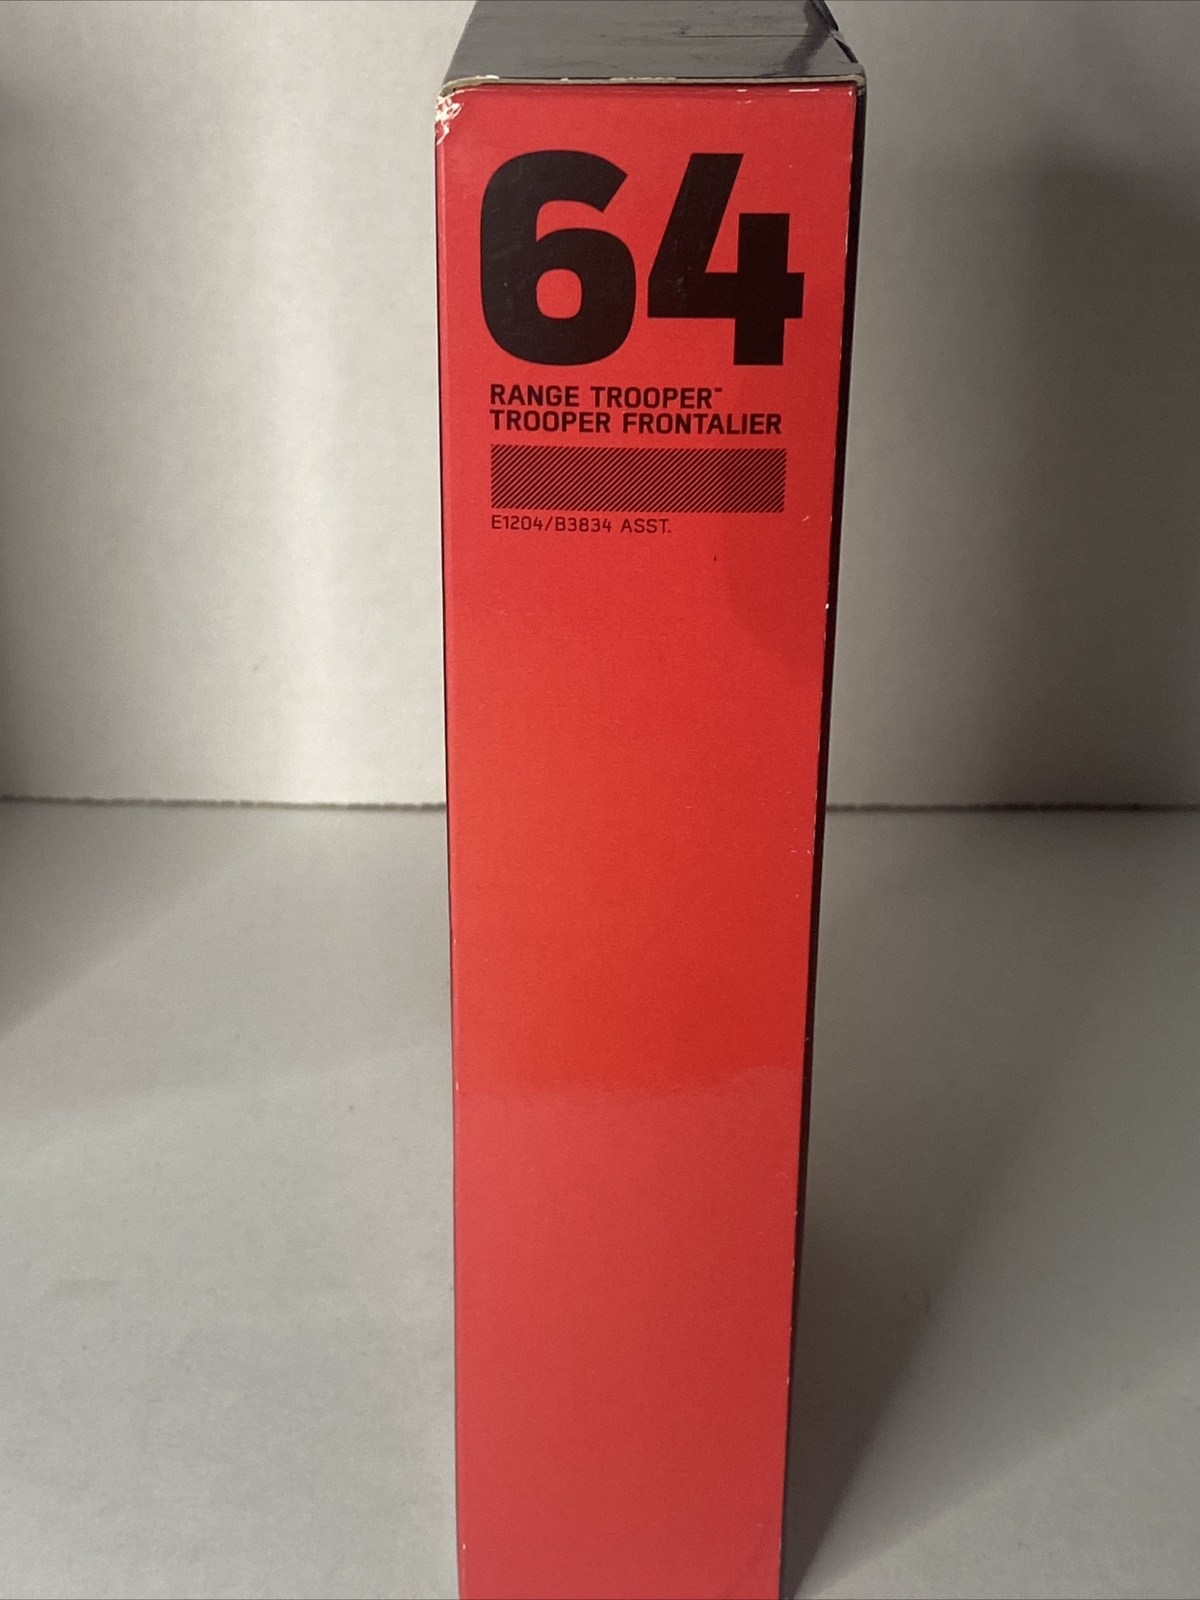 64
RANGE TROOPER™
TROOPER FRONTALIER
E1204/B3834 ASST.